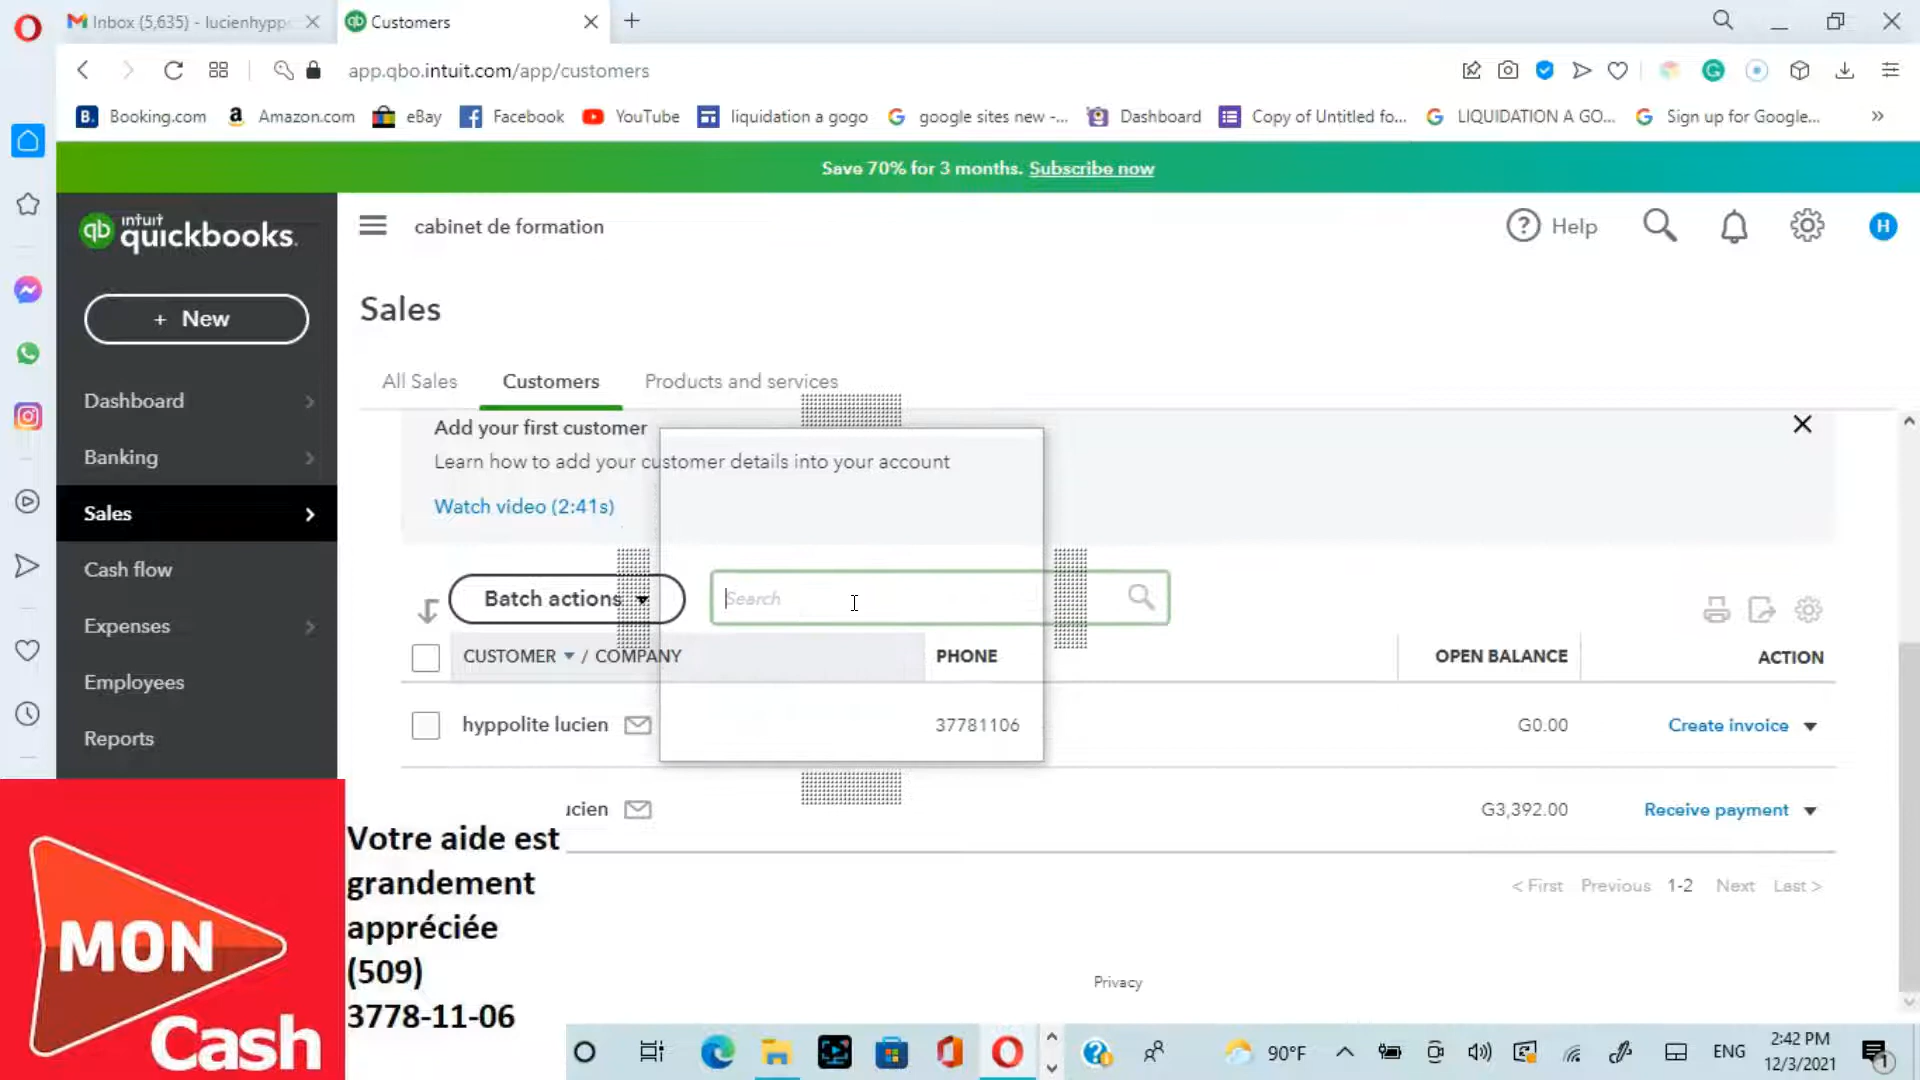 Inbox (5,635) - lucienhypp
Customers
app.qbo.intuit.com/app/customers
Booking.com
Amazon.com
eBay
Facebook
YouTube
liquidation a gogo
google sites new -...
Dashboard
Copy of Untitled fo...
LIQUIDATION A GO...
Sign up for Google...
Save 70% for 3 months. Subscribe now
intuit
quickbooks.
cabinet de formation
Help
H
+ New
Sales
All Sales
Customers
Products and services
Dashboard
Banking
Sales
Cash flow
Expenses
Employees
Reports
Add your first customer
Learn how to add your customer details into your account
Watch video (2:41s)
Batch actions
Search
CUSTOMER / COMPANY
PHONE
OPEN BALANCE
ACTION
hyppolite lucien
37781106
G0.00
Create invoice
G3,392.00
Receive payment
< First
Previous
1-2
Next
Last >
Privacy
MON
Cash
Votre aide est
grandement
appréciée
(509)
3778-11-06
90°F
ENG
2:42 PM
12/3/2021
1